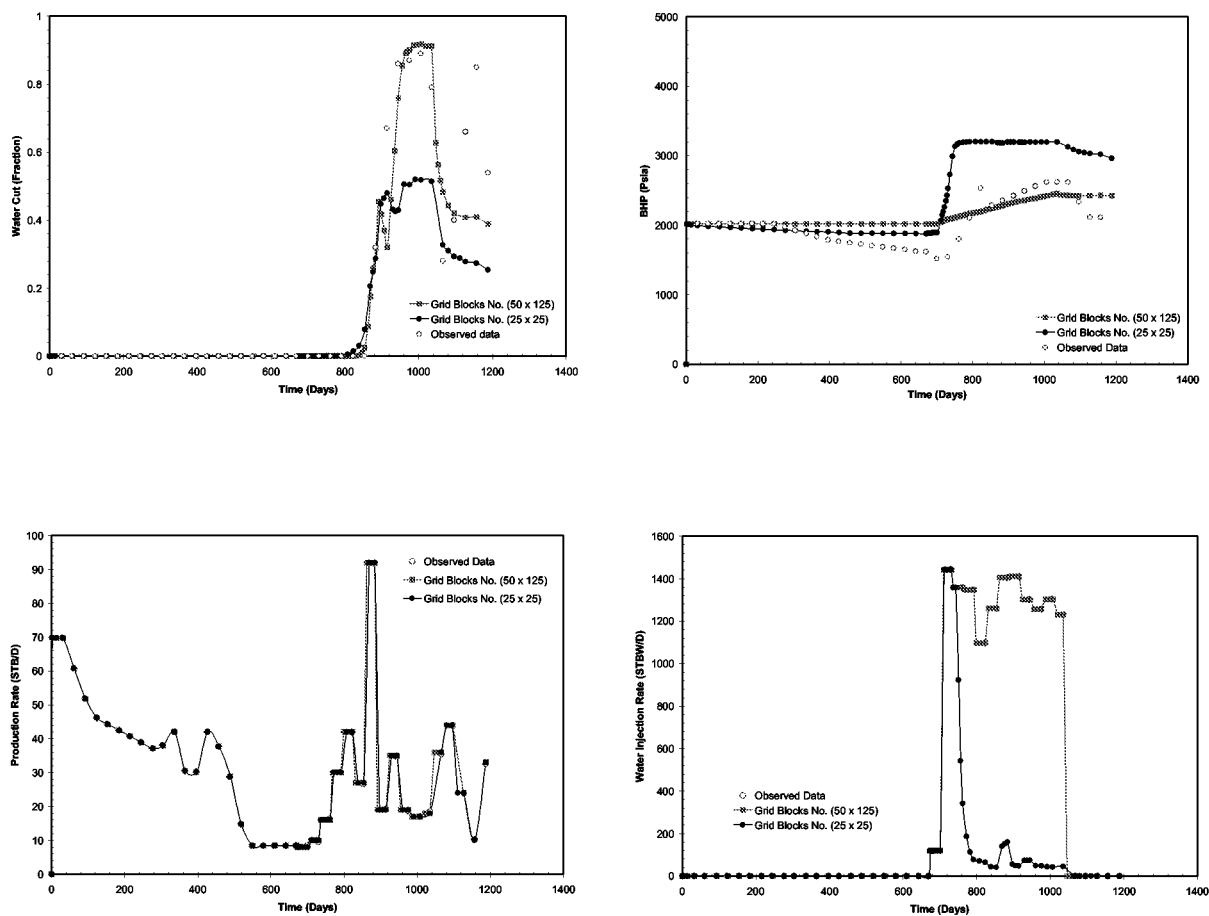 1
0.8
0.6
0.4
0.2
0
Water Cut (Fraction)
Grid Blocks No. (50 x 125)
Grid Blocks No. (25 x 25)
Observed data
0 200 400 600 800 1000 1200 1400
Time (Days)
5000
4000
3000
2000
1000
0
BHP (Psia)
Grid Blocks No. (50 x 125)
Grid Blocks No. (25 x 25)
Observed Data
0 200 400 600 800 1000 1200 1400
Time (Days)
100
90
80
70
60
50
40
30
20
10
0
Production Rate (STB/D)
Observed Data
Grid Blocks No. (50 x 125)
Grid Blocks No. (25 x 25)
0 200 400 600 800 1000 1200 1400
Time (Days)
1600
1400
1200
1000
800
600
400
200
0
Water Injection Rate (STBW/D)
Observed Data
Grid Blocks No. (50 x 125)
Grid Blocks No. (25 x 25)
0 200 400 600 800 1000 1200 1400
Time (Days)